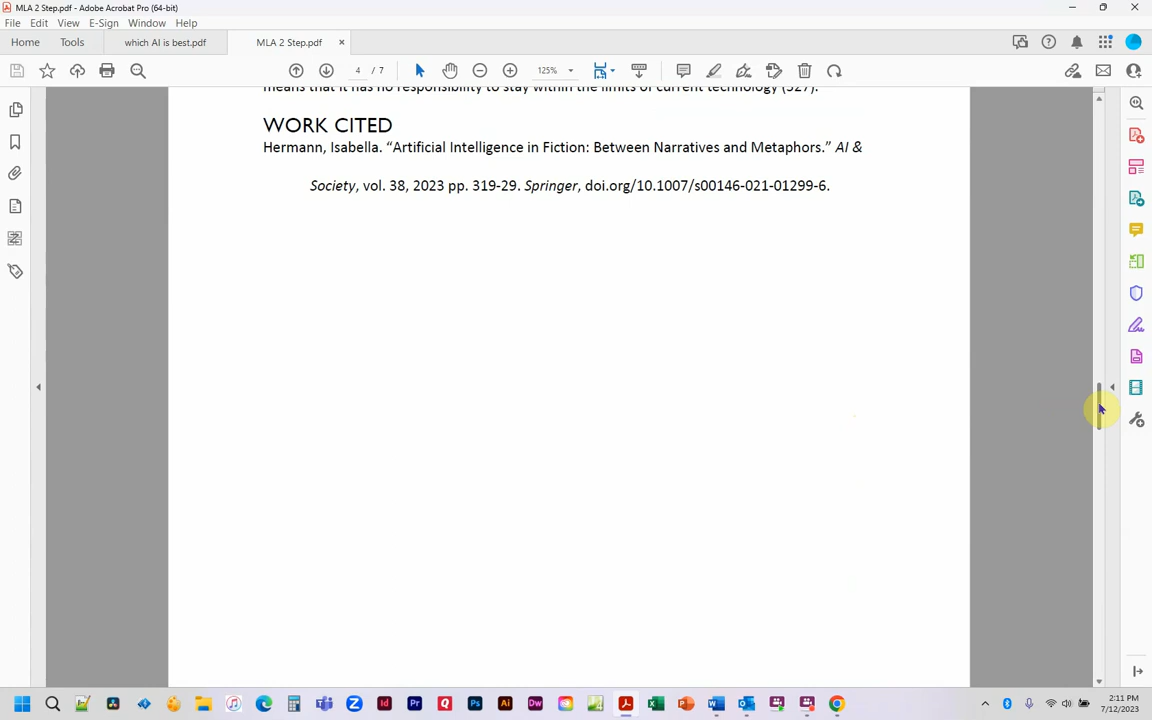 MLA 2 Step.pdf - Adobe Acrobat Pro (64-bit)
File Edit View E-Sign Window Help
Home Tools which AI is best.pdf MLA 2 Step.pdf ×
4 / 7 125%
means that it has no responsibility to stay within the limits of current technology (327).
WORK CITED
Hermann, Isabella. “Artificial Intelligence in Fiction: Between Narratives and Metaphors.” AI &
Society, vol. 38, 2023 pp. 319-29. Springer, doi.org/10.1007/s00146-021-01299-6.
2:11 PM
7/12/2023